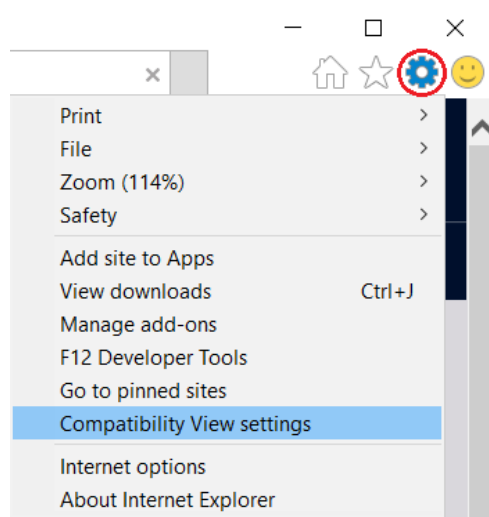 Print
File
Zoom (114%)
Safety
Add site to Apps
View downloads Ctrl+J
Manage add-ons
F12 Developer Tools
Go to pinned sites
Compatibility View settings
Internet options
About Internet Explorer